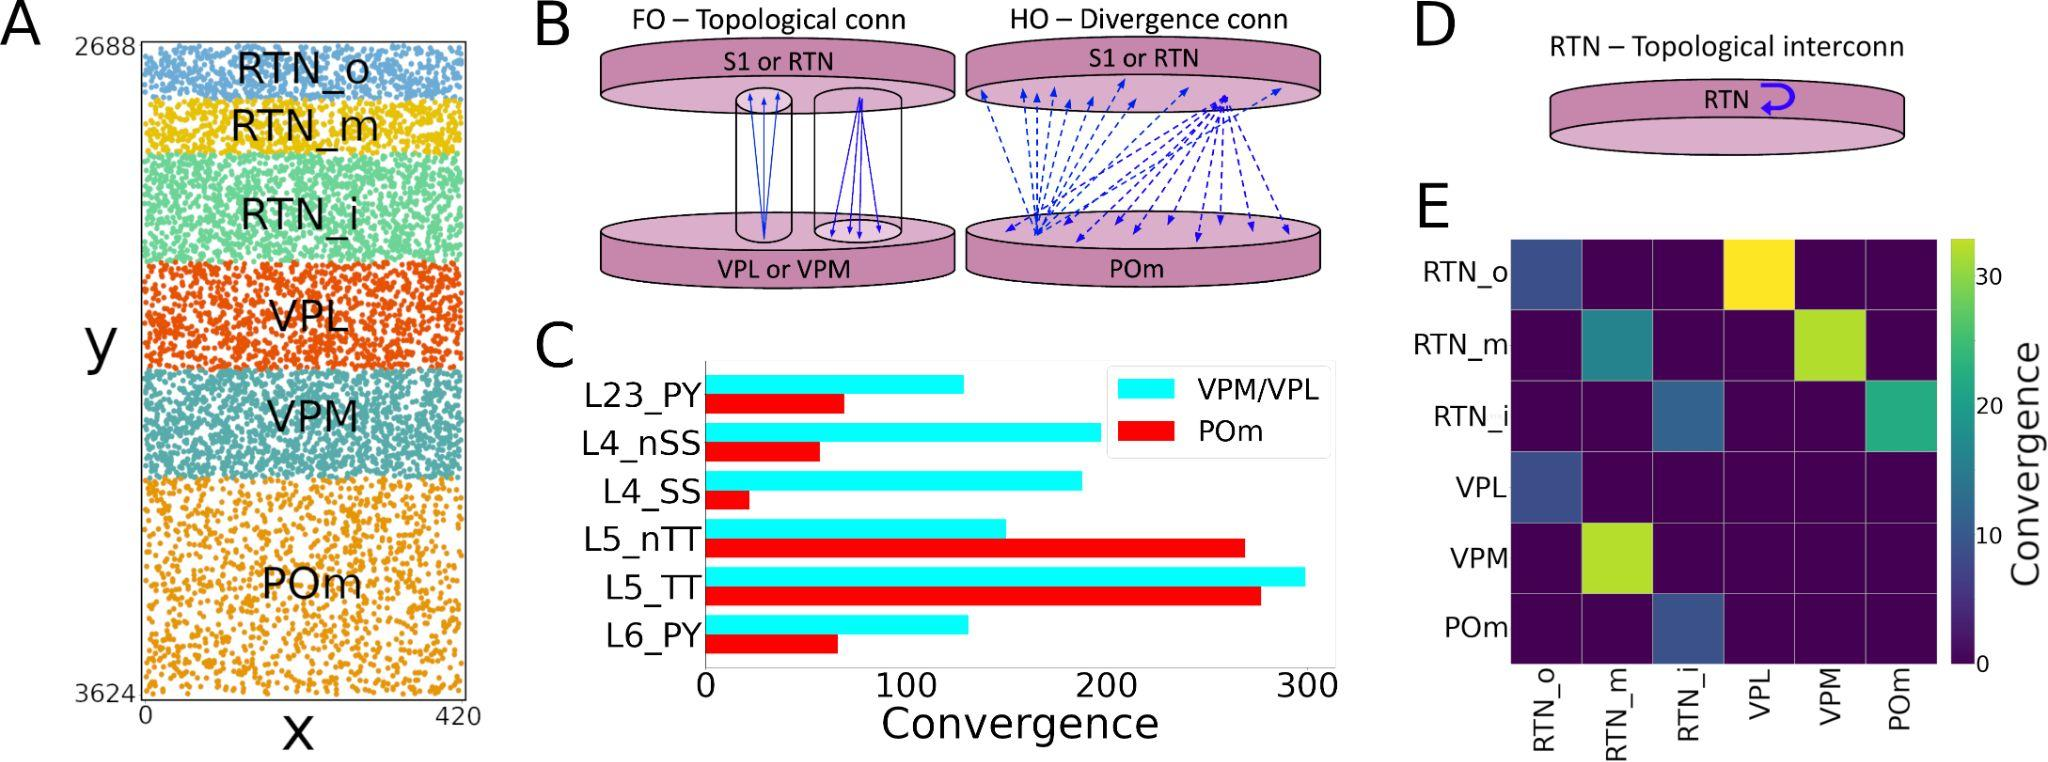 A
2688
RTN_o
RTN_m
RTN_i
VPL
VPM
POm
y
3624
0
420
x
B
FO – Topological conn
S1 or RTN
VPL or VPM
HO – Divergence conn
S1 or RTN
POm
C
L23_PY
L4_nSS
L4_SS
L5_nTT
L5_TT
L6_PY
VPM/VPL
POm
0 100 200 300
Convergence
D
RTN – Topological interconn
RTN
E
RTN_o
RTN_m
RTN_i
VPL
VPM
POm
RTN_o RTN_m RTN_i VPL VPM POm
30
20
10
0
Convergence